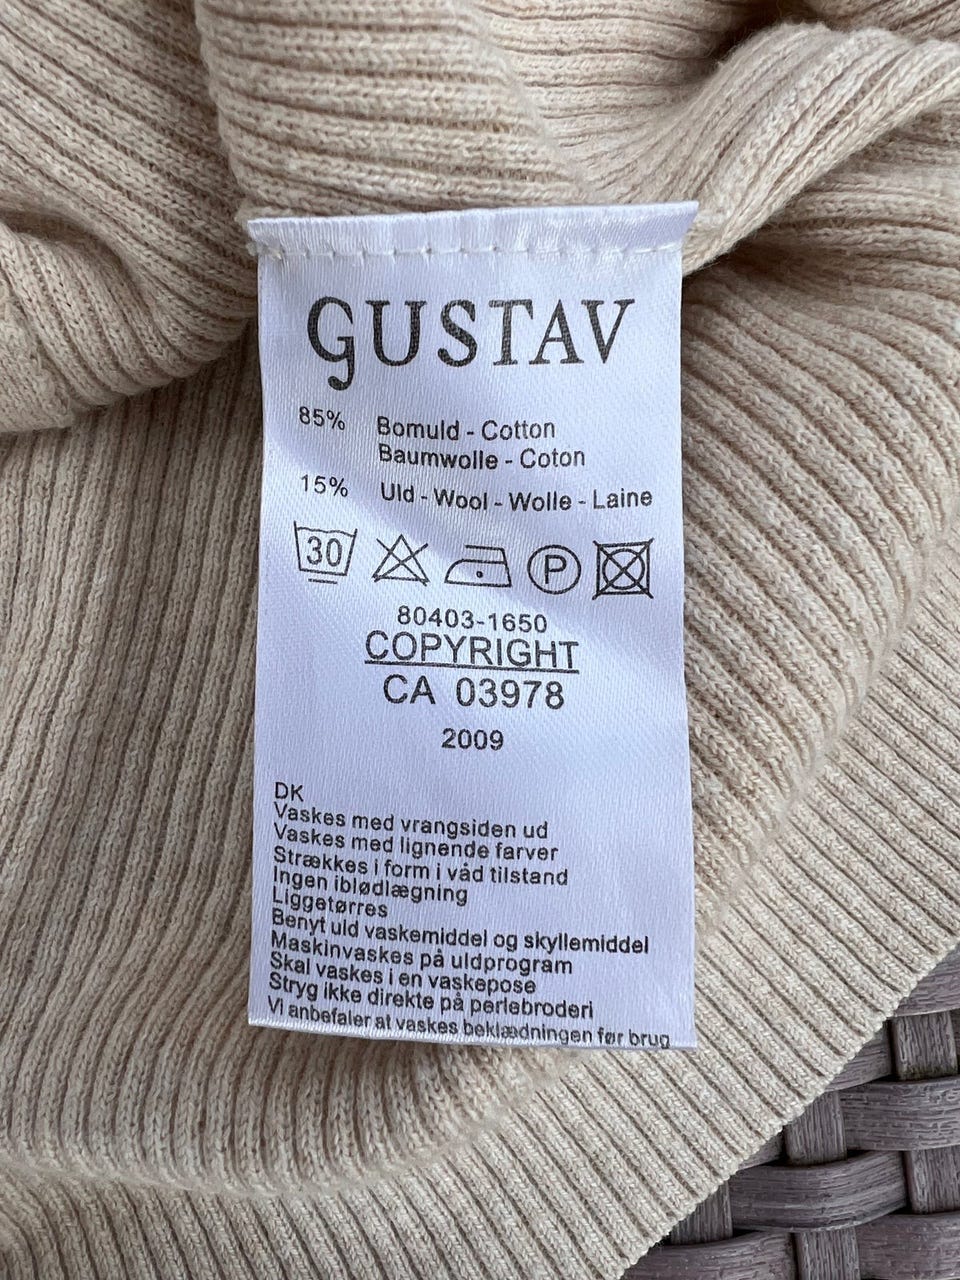 GUSTAV
85% Bomuld - Cotton
Baumwolle - Coton
15% Uld - Wool - Wolle - Laine
30
P
80403-1650
COPYRIGHT
CA 03978
2009
DK
Vaskes med vrangsiden ud
Vaskes med lignende farver
Strækkes i form i våd tilstand
Ingen iblødlægning
Liggetørres
Benyt uld vaskemiddel og skyllemiddel
Maskinvaskes på uldprogram
Skal vaskes i en vaskepose
Stryg ikke direkte på perlebroderi
Vi anbefaler at vaskes beklædningen før brug